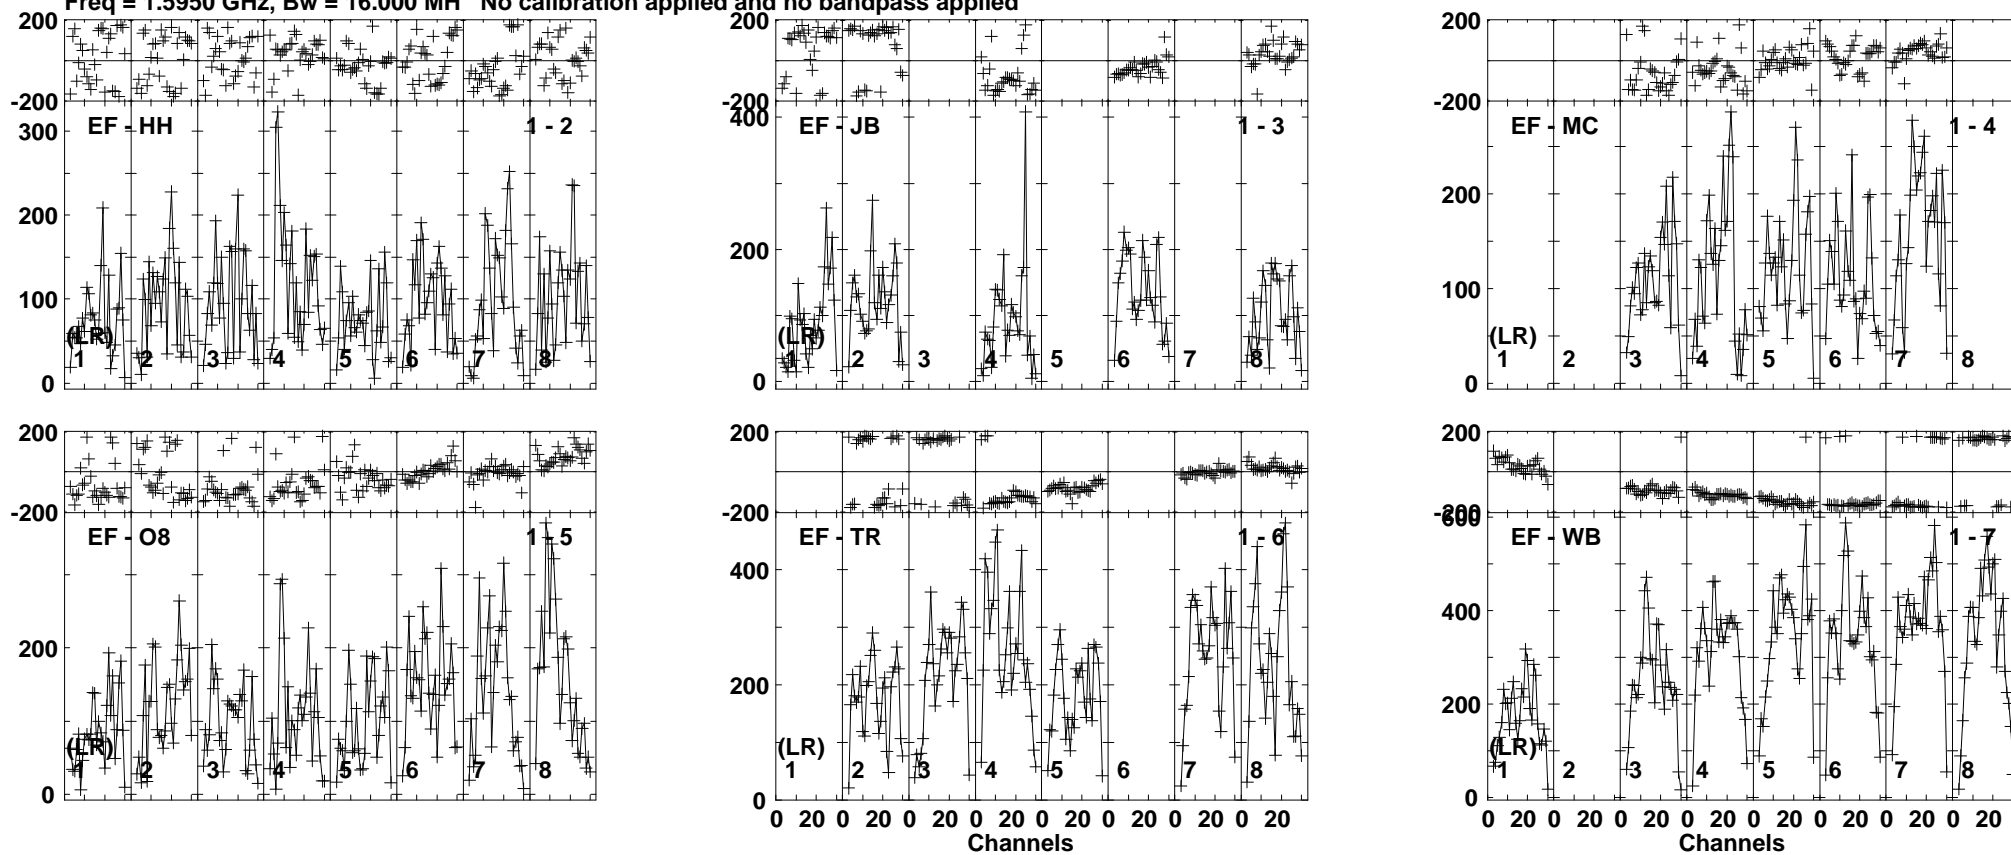 Freq = 1.5950 GHz, Bw = 16.000 MH No calibration applied and no bandpass applied
200
-200
300
200
100
0
EF - HH
1 - 2
(LR)
1 2 3 4 5 6 7 8
200
-200
400
200
0
EF - JB
1 - 3
(LR)
1 2 3 4 5 6 7 8
200
-200
200
100
0
EF - MC
1 - 4
(LR)
1 2 3 4 5 6 7 8
200
-200
200
0
EF - O8
1 - 5
(LR)
1 2 3 4 5 6 7 8
200
-200
400
200
0
EF - TR
1 - 6
(LR)
1 2 3 4 5 6 7 8
0 20 0 20 0 20 0 20 0 20 0 20 0 20 0 20
Channels
200
-200
600
400
200
0
EF - WB
1 - 7
(LR)
1 2 3 4 5 6 7 8
0 20 0 20 0 20 0 20 0 20 0 20 0 20 0 20
Channels